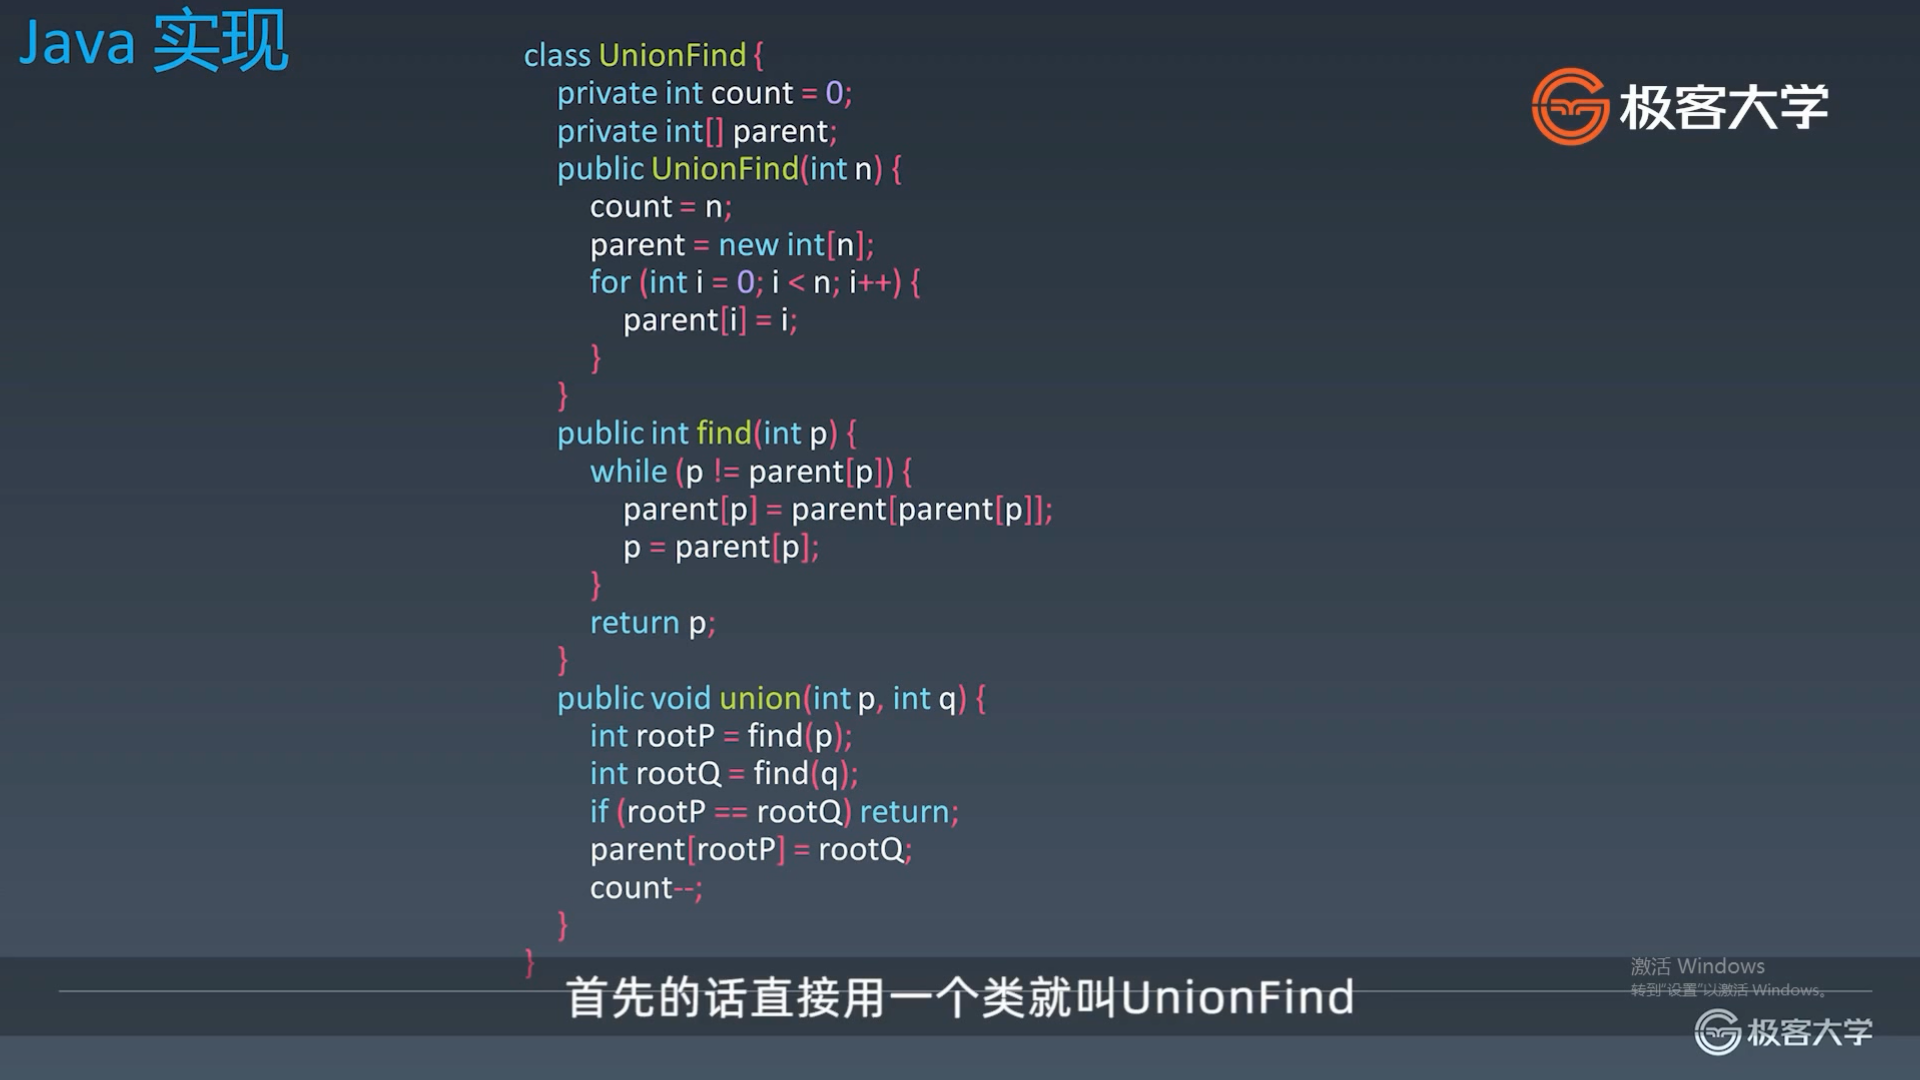 Java 实现
class UnionFind {
private int count = 0;
private int[] parent;
public UnionFind(int n) {
count = n;
parent = new int[n];
for (int i = 0; i < n; i++) {
parent[i] = i;
}
}
public int find(int p) {
while (p != parent[p]) {
parent[p] = parent[parent[p]];
p = parent[p];
}
return p;
}
public void union(int p, int q) {
int rootP = find(p);
int rootQ = find(q);
if (rootP == rootQ) return;
parent[rootP] = rootQ;
count--;
}
}
极客大学
首先的话直接用一个类就叫UnionFind
激活 Windows
转到“设置”以激活 Windows。
极客大学